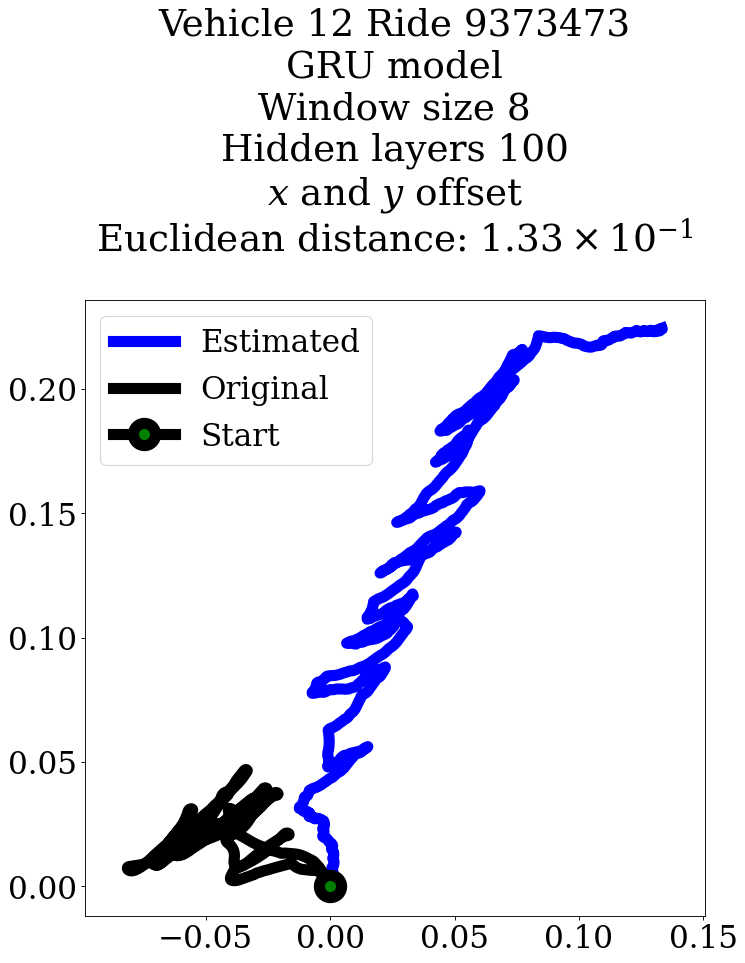 Vehicle 12 Ride 9373473
GRU model
Window size 8
Hidden layers 100
x and y offset
Euclidean distance: 1.33 × 10⁻¹
Estimated
Original
Start
0.20
0.15
0.10
0.05
0.00
−0.05 0.00 0.05 0.10 0.15